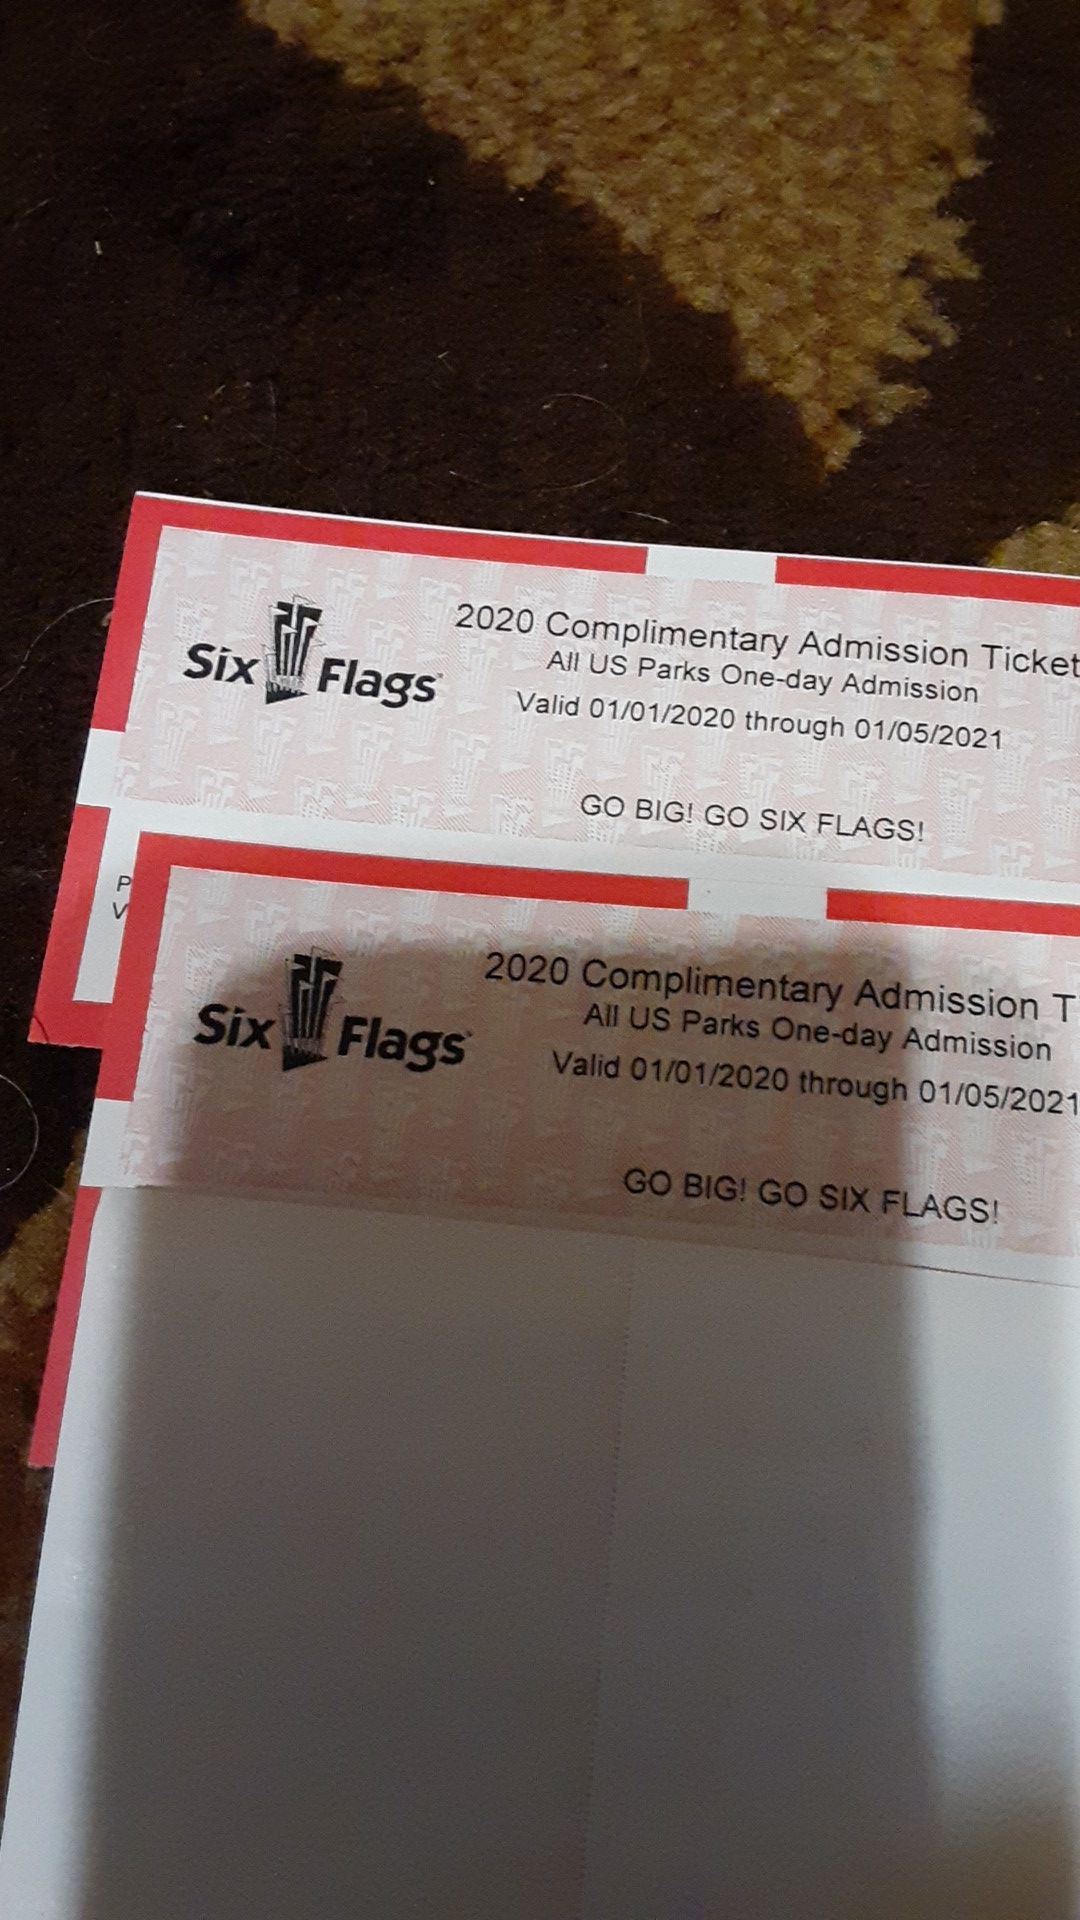 Six Flags
2020 Complimentary Admission Ticket
All US Parks One-day Admission
Valid 01/01/2020 through 01/05/2021
GO BIG! GO SIX FLAGS!
P
V
Six Flags
2020 Complimentary Admission T
All US Parks One-day Admission
Valid 01/01/2020 through 01/05/2021
GO BIG! GO SIX FLAGS!